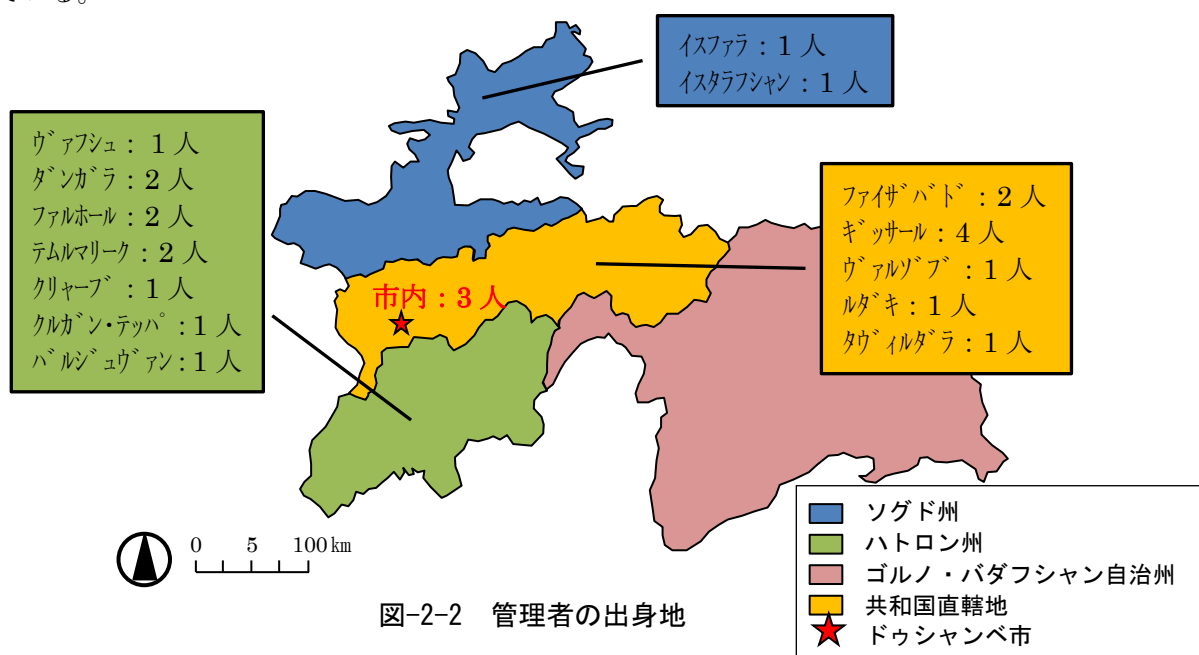 イスファラ：1人
イスタラフシャン：1人
ヴァフシュ：1人
ダンガラ：2人
ファルホール：2人
テムルマリーク：2人
クリャーブ：1人
クルガン・テッパ：1人
バルジュヴァン：1人
ファイザバド：2人
ギッサール：4人
ヴァルゾブ：1人
ルダキ：1人
タヴィルダラ：1人
市内：3人
0 5 100km
ソグド州
ハトロン州
ゴルノ・バダフシャン自治州
共和国直轄地
ドゥシャンベ市
図-2-2 管理者の出身地